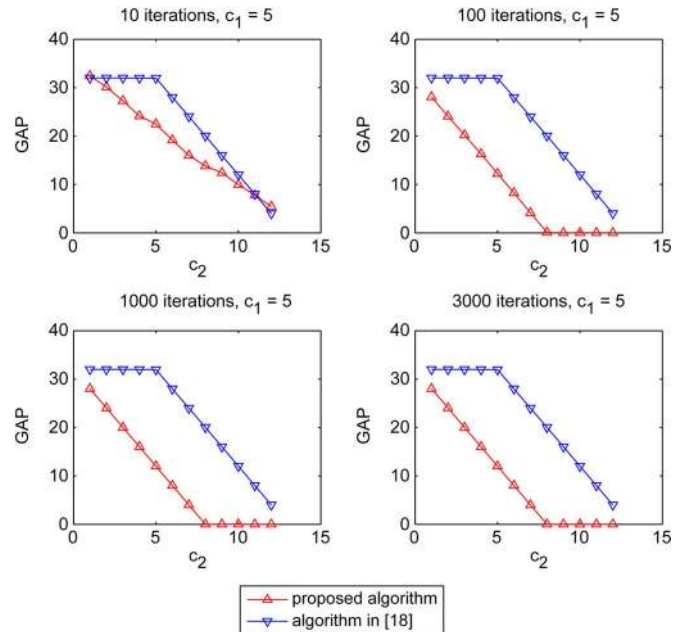 10 iterations, c1 = 5
40
30
20
10
0
GAP
0 5 10 15
c2
100 iterations, c1 = 5
40
30
20
10
0
GAP
0 5 10 15
c2
1000 iterations, c1 = 5
40
30
20
10
0
GAP
0 5 10 15
c2
3000 iterations, c1 = 5
40
30
20
10
0
GAP
0 5 10 15
c2
proposed algorithm
algorithm in [18]